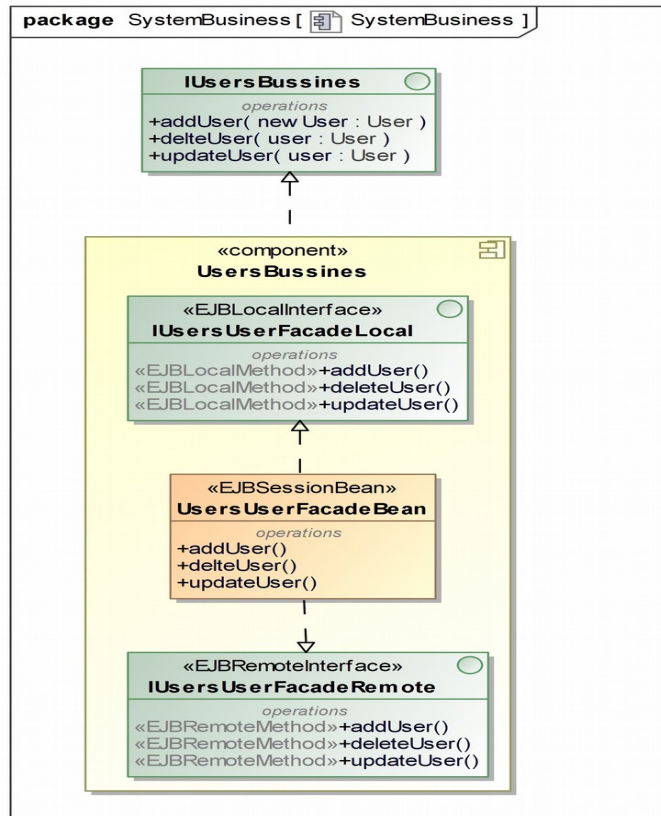 package SystemBusiness [ SystemBusiness ]
IUsersBussines
operations
+addUser( new User : User )
+delteUser( user : User )
+updateUser( user : User )
«component»
UsersBussines
«EJBLocalInterface»
IUsersUserFacadeLocal
operations
«EJBLocalMethod»+addUser()
«EJBLocalMethod»+deleteUser()
«EJBLocalMethod»+updateUser()
«EJBSessionBean»
UsersUserFacadeBean
operations
+addUser()
+delteUser()
+updateUser()
«EJBRemoteInterface»
IUsersUserFacadeRemote
operations
«EJBRemoteMethod»+addUser()
«EJBRemoteMethod»+deleteUser()
«EJBRemoteMethod»+updateUser()